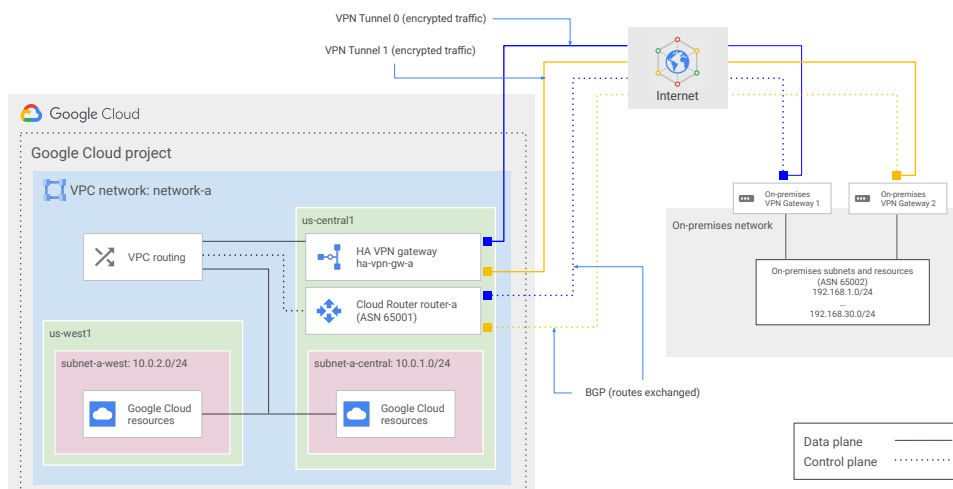 VPN Tunnel 0 (encrypted traffic)
VPN Tunnel 1 (encrypted traffic)
Internet
Google Cloud
Google Cloud project
VPC network: network-a
us-central1
VPC routing
HA VPN gateway
ha-vpn-gw-a
Cloud Router router-a
(ASN 65001)
us-west1
subnet-a-west: 10.0.2.0/24
Google Cloud
resources
subnet-a-central: 10.0.1.0/24
Google Cloud
resources
On-premises
VPN Gateway 1
On-premises
VPN Gateway 2
On-premises network
On-premises subnets and resources
(ASN 65002)
192.168.1.0/24
...
192.168.30.0/24
BGP (routes exchanged)
Data plane
Control plane